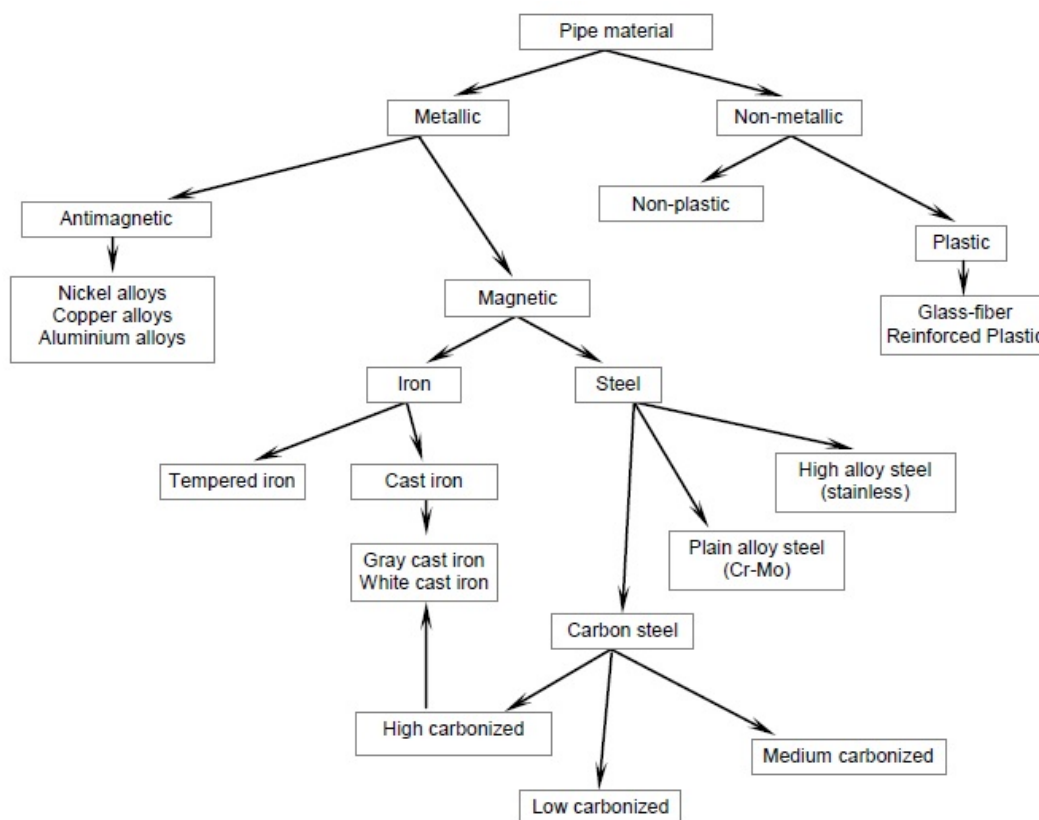 Pipe material
Metallic
Non-metallic
Antimagnetic
Non-plastic
Plastic
Nickel alloys
Copper alloys
Aluminium alloys
Magnetic
Glass-fiber
Reinforced Plastic
Iron
Steel
Tempered iron
Cast iron
High alloy steel
(stainless)
Gray cast iron
White cast iron
Plain alloy steel
(Cr-Mo)
Carbon steel
High carbonized
Medium carbonized
Low carbonized